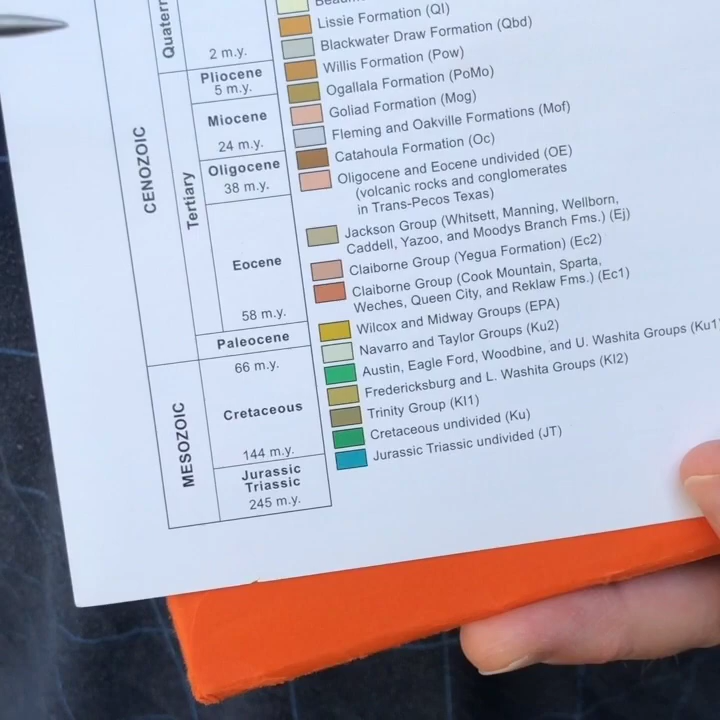 Lissie Formation (Ql)
Blackwater Draw Formation (Qbd)
Willis Formation (Pow)
Ogallala Formation (PoMo)
Goliad Formation (Mog)
Fleming and Oakville Formations (Mof)
Catahoula Formation (Oc)
Oligocene and Eocene undivided (OE)
(volcanic rocks and conglomerates
in Trans-Pecos Texas)
Jackson Group (Whitsett, Manning, Wellborn,
Caddell, Yazoo, and Moodys Branch Fms.) (Ej)
Claiborne Group (Yegua Formation) (Ec2)
Claiborne Group (Cook Mountain, Sparta,
Weches, Queen City, and Reklaw Fms.) (Ec1)
Wilcox and Midway Groups (EPA)
Navarro and Taylor Groups (Ku2)
Austin, Eagle Ford, Woodbine, and U. Washita Groups (Ku1
Fredericksburg and L. Washita Groups (Kl2)
Trinity Group (Kl1)
Cretaceous undivided (Ku)
Jurassic Triassic undivided (JT)
2 m.y.
Pliocene
5 m.y.
Miocene
24 m.y.
Oligocene
38 m.y.
Eocene
58 m.y.
Paleocene
66 m.y.
Cretaceous
144 m.y.
Jurassic
Triassic
245 m.y.
Tertiary
CENOZOIC
MESOZOIC